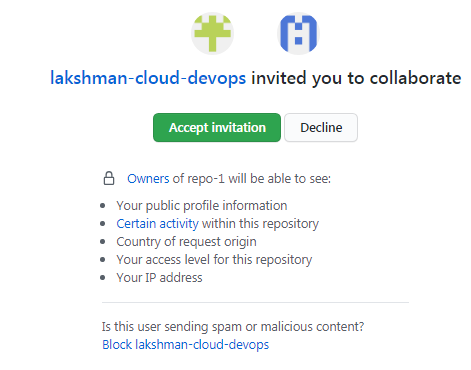 lakshman-cloud-devops invited you to collaborate
Accept invitation
Decline
Owners of repo-1 will be able to see:
Your public profile information
Certain activity within this repository
Country of request origin
Your access level for this repository
Your IP address
Is this user sending spam or malicious content?
Block lakshman-cloud-devops